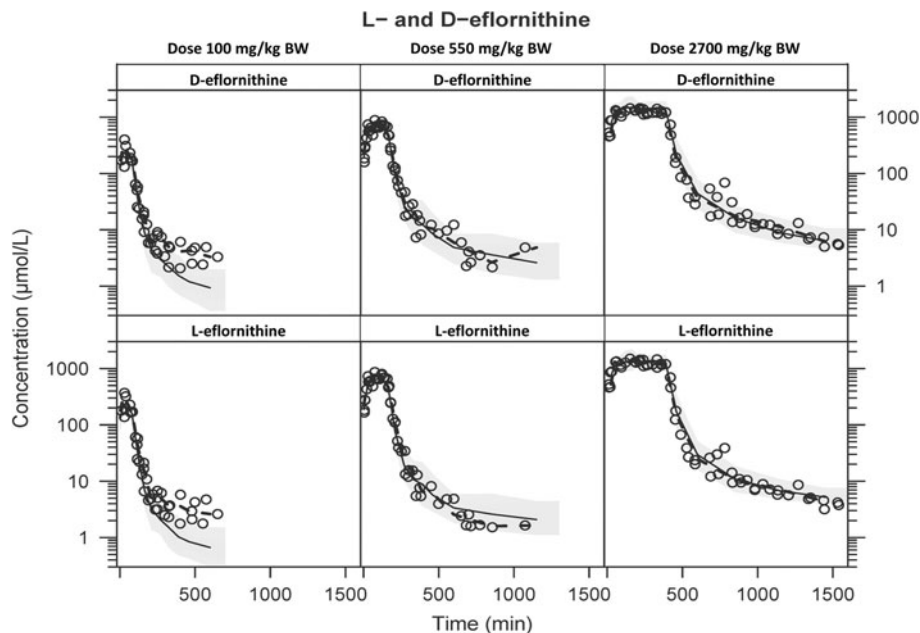 L− and D−eflornithine
Dose 100 mg/kg BW Dose 550 mg/kg BW Dose 2700 mg/kg BW
D-eflornithine D-eflornithine D-eflornithine
1000
100
10
1
L-eflornithine L-eflornithine L-eflornithine
1000
100
10
1
Concentration (μmol/L)
0 500 1000 1500 500 1000 1500 500 1000 1500
Time (min)